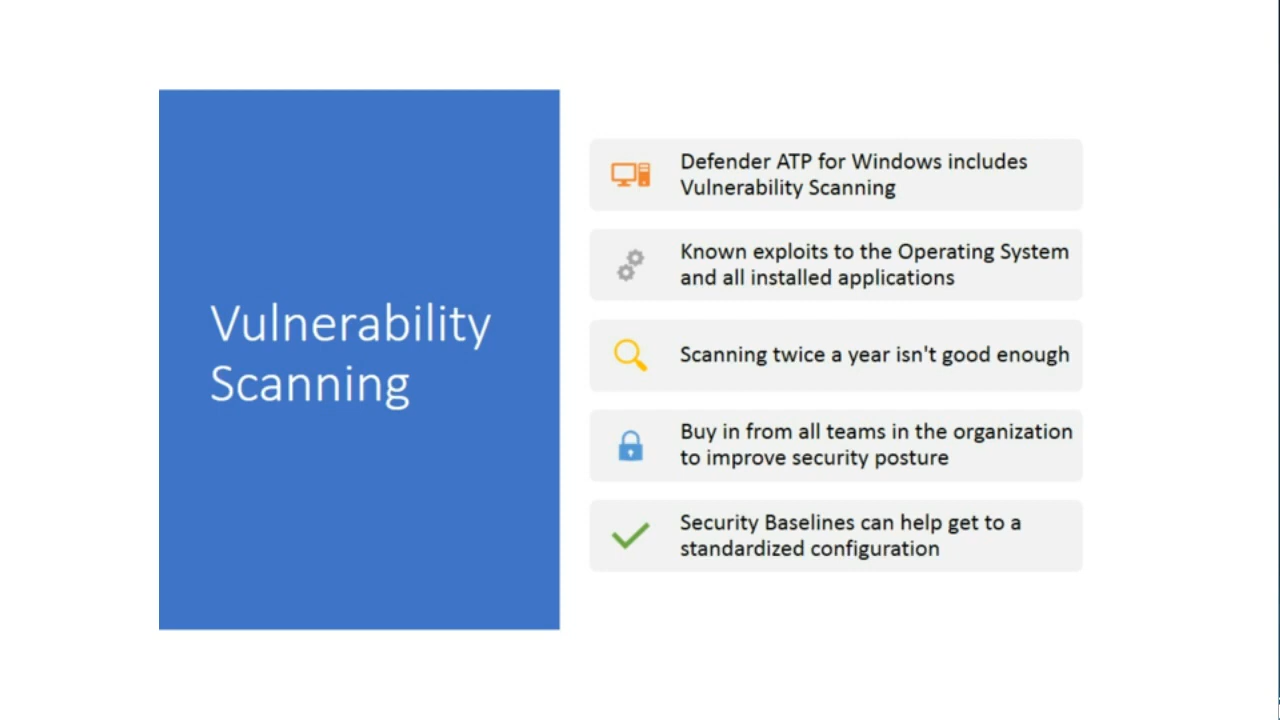 Vulnerability
Scanning
Defender ATP for Windows includes
Vulnerability Scanning
Known exploits to the Operating System
and all installed applications
Scanning twice a year isn't good enough
Buy in from all teams in the organization
to improve security posture
Security Baselines can help get to a
standardized configuration